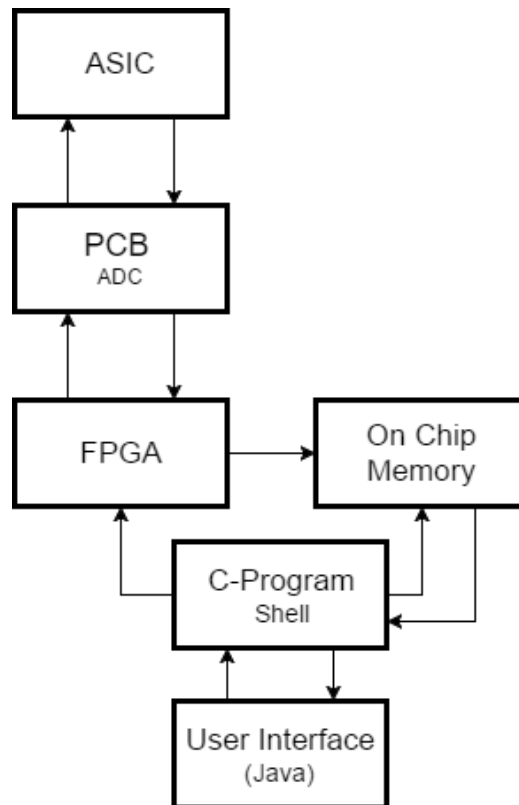 ASIC
PCB
ADC
FPGA
On Chip
Memory
C-Program
Shell
User Interface
(Java)